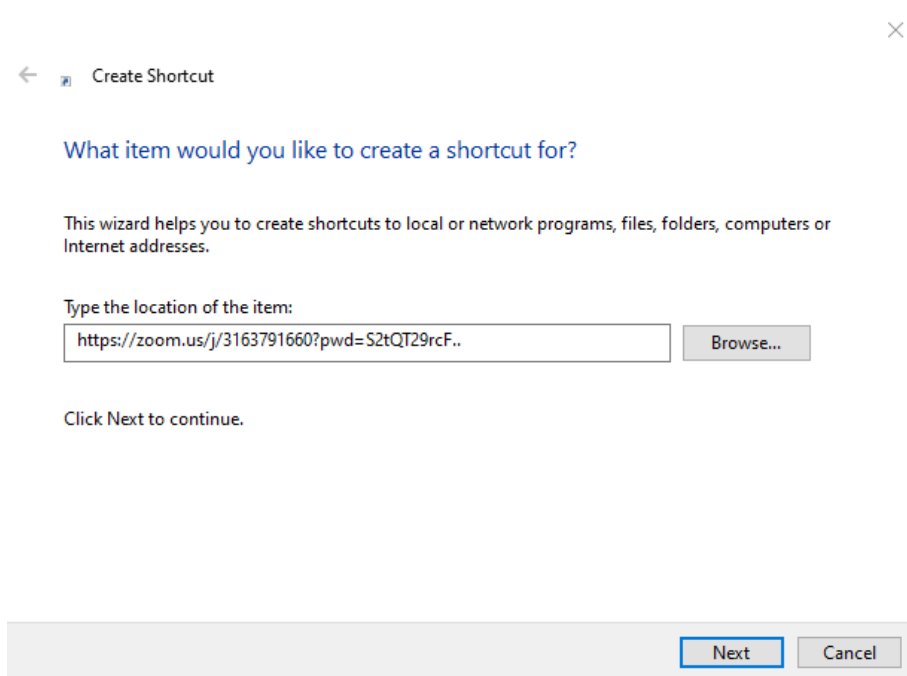 Create Shortcut
What item would you like to create a shortcut for?
This wizard helps you to create shortcuts to local or network programs, files, folders, computers or
Internet addresses.
Type the location of the item:
https://zoom.us/j/3163791660?pwd=S2tQT29rcF..
Browse...
Click Next to continue.
Next
Cancel